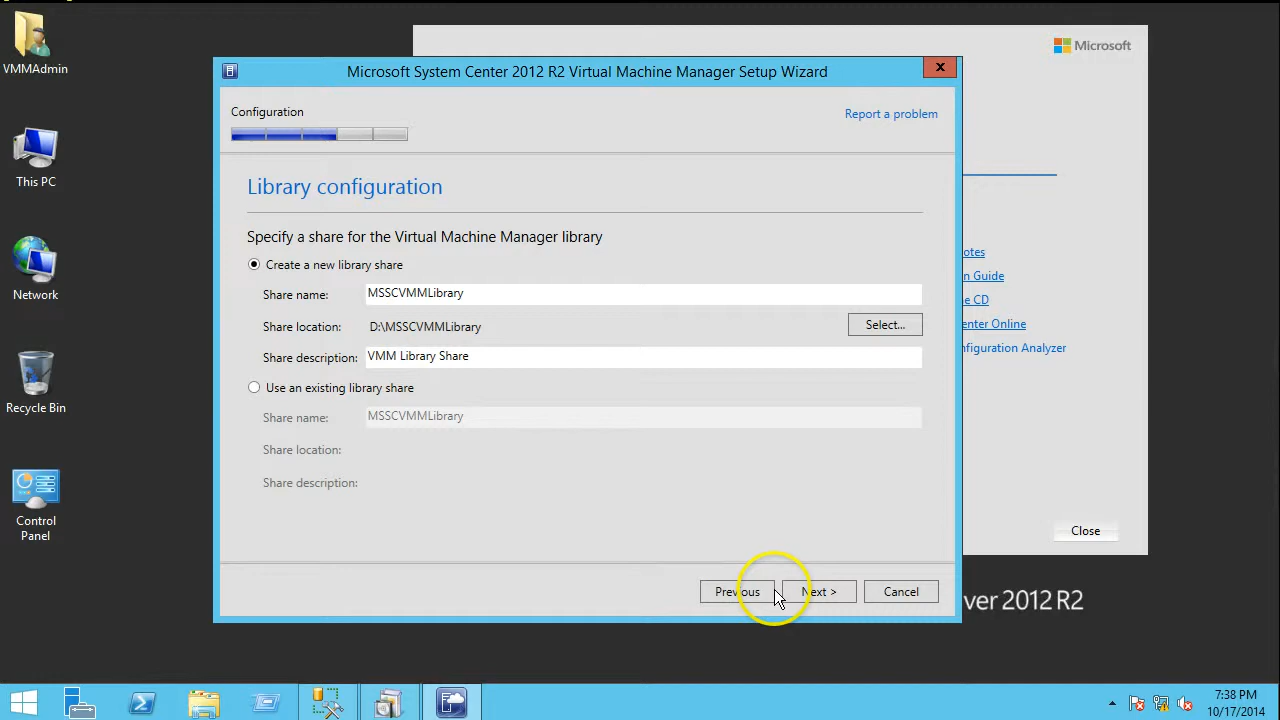 VMMAdmin
This PC
Network
Recycle Bin
Control
Panel
Microsoft
Microsoft System Center 2012 R2 Virtual Machine Manager Setup Wizard
x
Configuration
Report a problem
Library configuration
Specify a share for the Virtual Machine Manager library
Create a new library share
Share name: MSSCVMMLibrary
Share location: D:\MSSCVMMLibrary Select...
Share description: VMM Library Share
Use an existing library share
Share name: MSSCVMMLibrary
Share location:
Share description:
Previous Next > Cancel
otes
n Guide
e CD
enter Online
nfiguration Analyzer
Close
ver 2012 R2
7:38 PM
10/17/2014